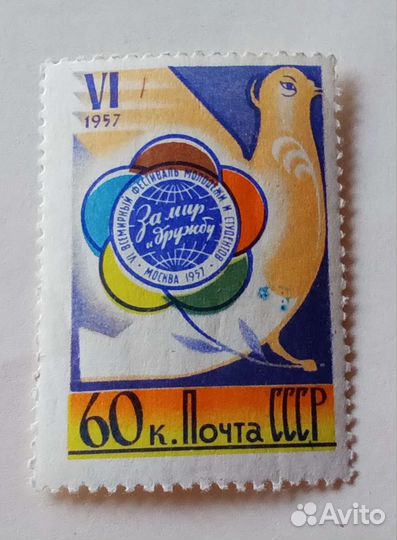 VI
1957
VI ВСЕМИРНЫЙ ФЕСТИВАЛЬ МОЛОДЕЖИ И СТУДЕНТОВ
За мир
и дружбу
• МОСКВА 1957 •
60 к. Почта СССР
Avito